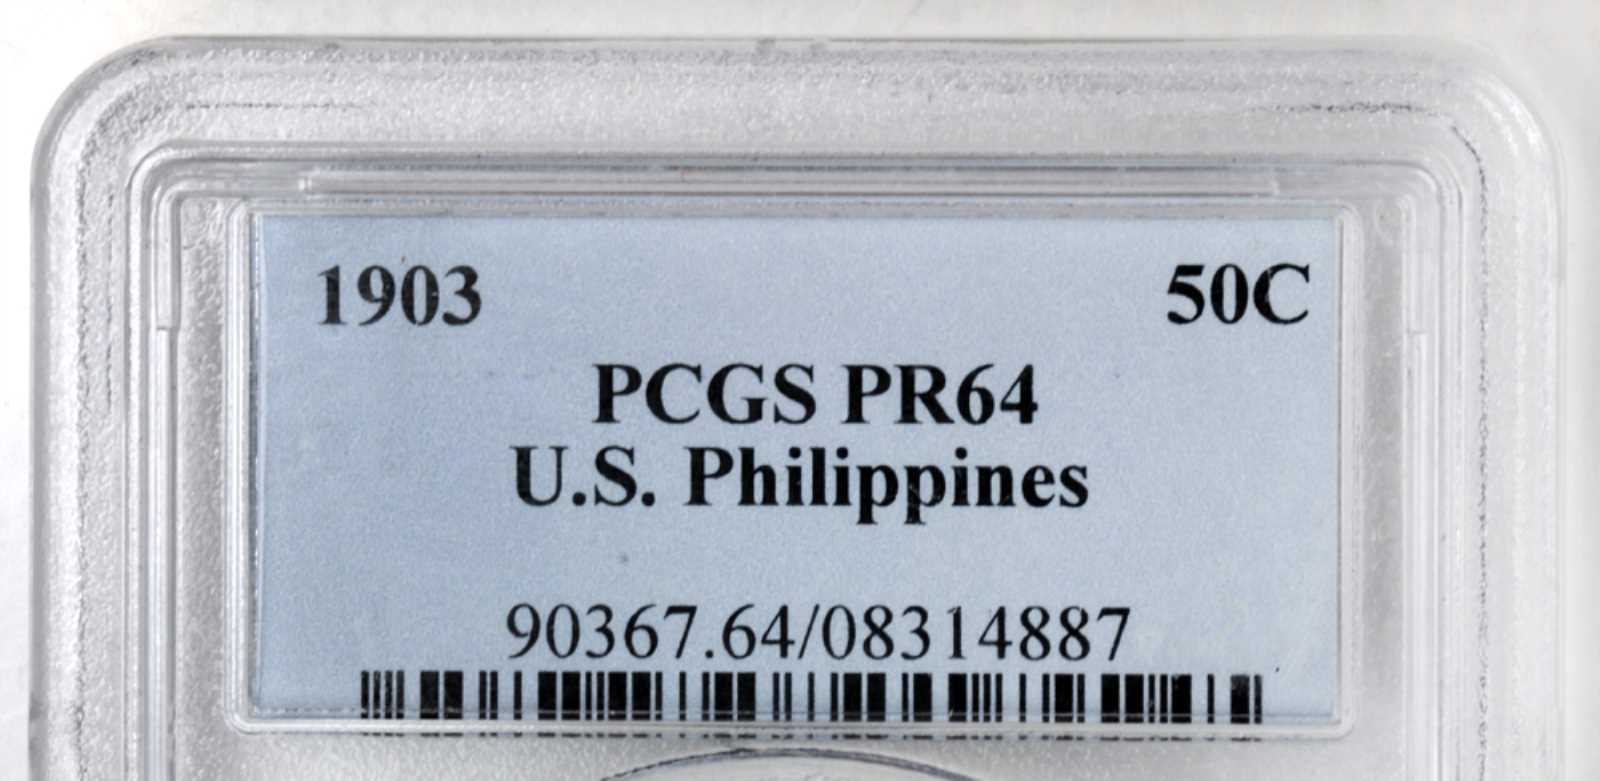 1903 50C
PCGS PR64
U.S. Philippines
90367.64/08314887